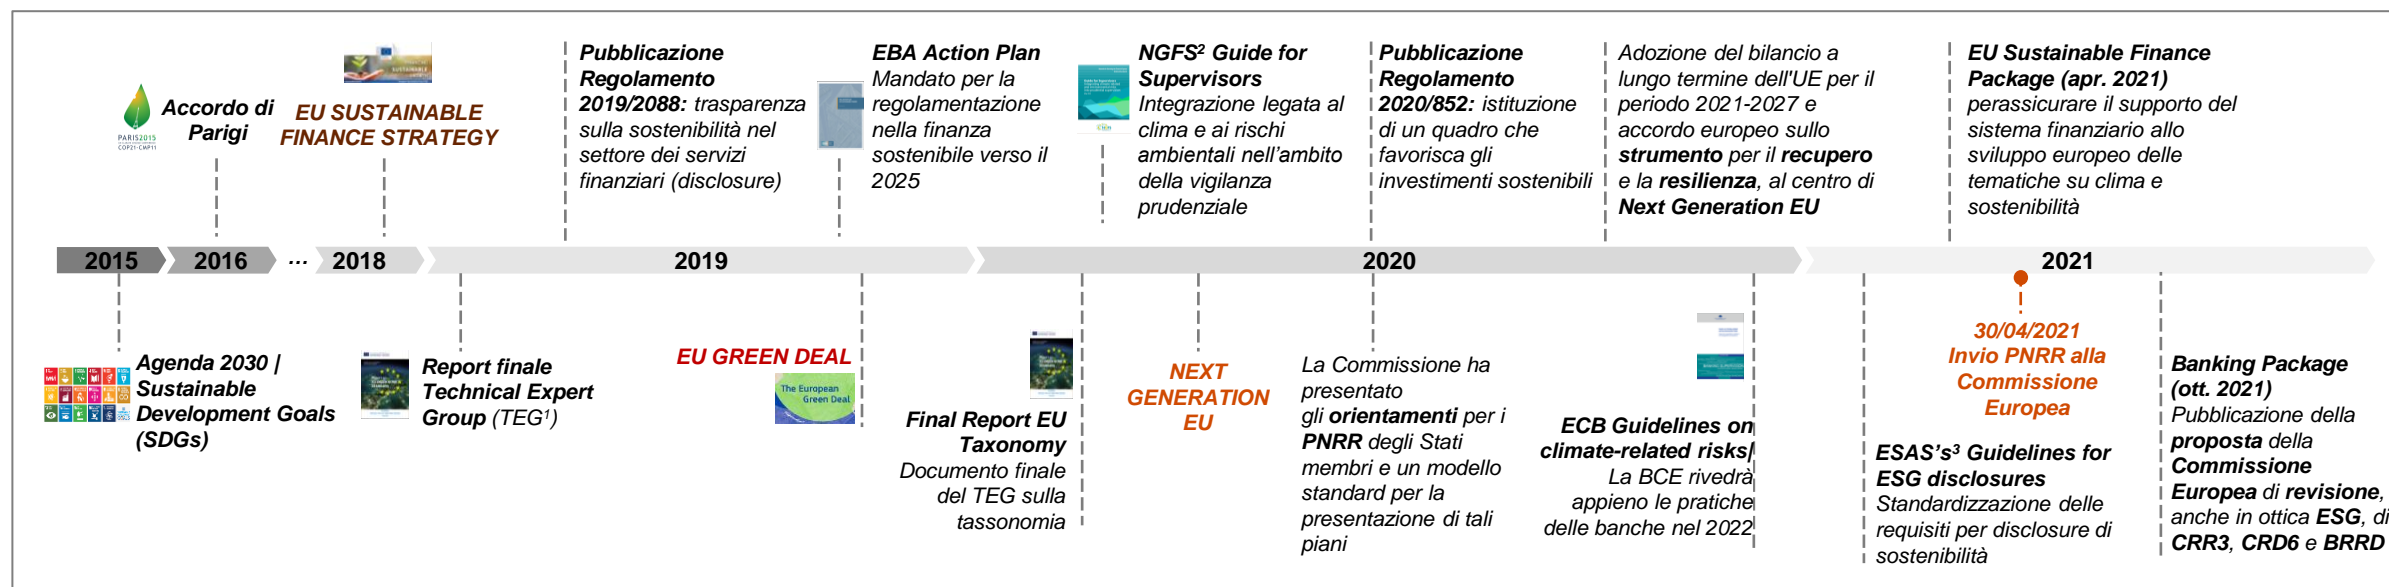 PARIS2015
COP21·CMP11
Accordo di
Parigi
EU SUSTAINABLE
FINANCE STRATEGY
Pubblicazione
Regolamento
2019/2088: trasparenza
sulla sostenibilità nel
settore dei servizi
finanziari (disclosure)
EBA Action Plan
Mandato per la
regolamentazione
nella finanza
sostenibile verso il
2025
NGFS² Guide for
Supervisors
Integrazione legata al
clima e ai rischi
ambientali nell’ambito
della vigilanza
prudenziale
Pubblicazione
Regolamento
2020/852: istituzione
di un quadro che
favorisca gli
investimenti sostenibili
Adozione del bilancio a
lungo termine dell'UE per il
periodo 2021-2027 e
accordo europeo sullo
strumento per il recupero
e la resilienza, al centro di
Next Generation EU
EU Sustainable Finance
Package (apr. 2021)
perassicurare il supporto del
sistema finanziario allo
sviluppo europeo delle
tematiche su clima e
sostenibilità
2015
2016
...
2018
2019
2020
2021
Agenda 2030 |
Sustainable
Development Goals
(SDGs)
Report finale
Technical Expert
Group (TEG¹)
EU GREEN DEAL
The European
Green Deal
Final Report EU
Taxonomy
Documento finale
del TEG sulla
tassonomia
NEXT
GENERATION
EU
La Commissione ha
presentato
gli orientamenti per i
PNRR degli Stati
membri e un modello
standard per la
presentazione di tali
piani
ECB Guidelines on
climate-related risks|
La BCE rivedrà
appieno le pratiche
delle banche nel 2022
ESAS’s³ Guidelines for
ESG disclosures
Standardizzazione delle
requisiti per disclosure di
sostenibilità
30/04/2021
Invio PNRR alla
Commissione
Europea
Banking Package
(ott. 2021)
Pubblicazione della
proposta della
Commissione
Europea di revisione,
anche in ottica ESG, di
CRR3, CRD6 e BRRD